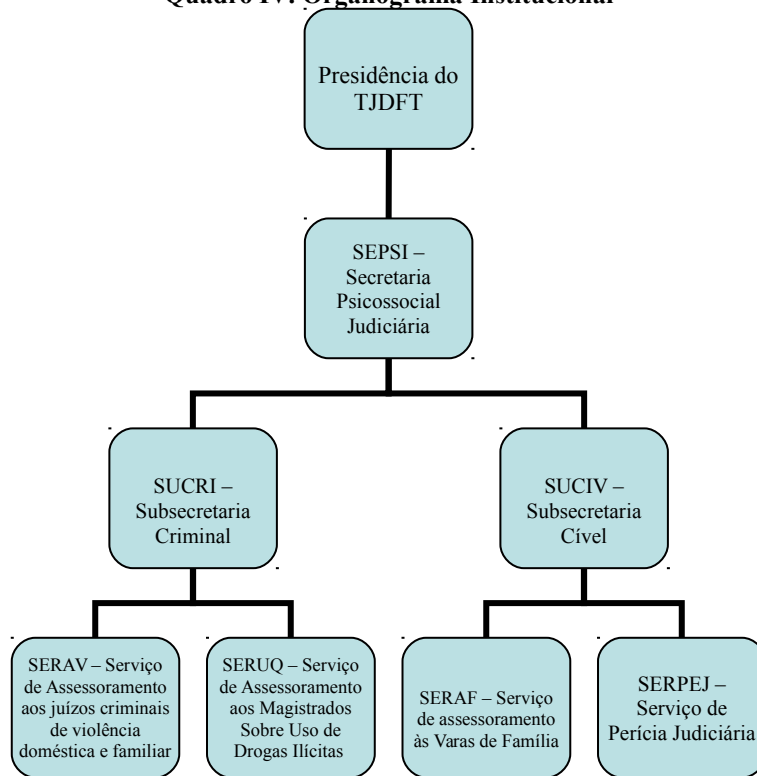 Quadro IV: Organograma Institucional
Presidência do
TJDFT
SEPSI –
Secretaria
Psicossocial
Judiciária
SUCRI –
Subsecretaria
Criminal
SUCIV –
Subsecretaria
Cível
SERAV – Serviço
de Assessoramento
aos juízos criminais
de violência
doméstica e familiar
SERUQ – Serviço
de Assessoramento
aos Magistrados
Sobre Uso de
Drogas Ilícitas
SERAF – Serviço
de assessoramento
às Varas de Família
SERPEJ –
Serviço de
Perícia Judiciária